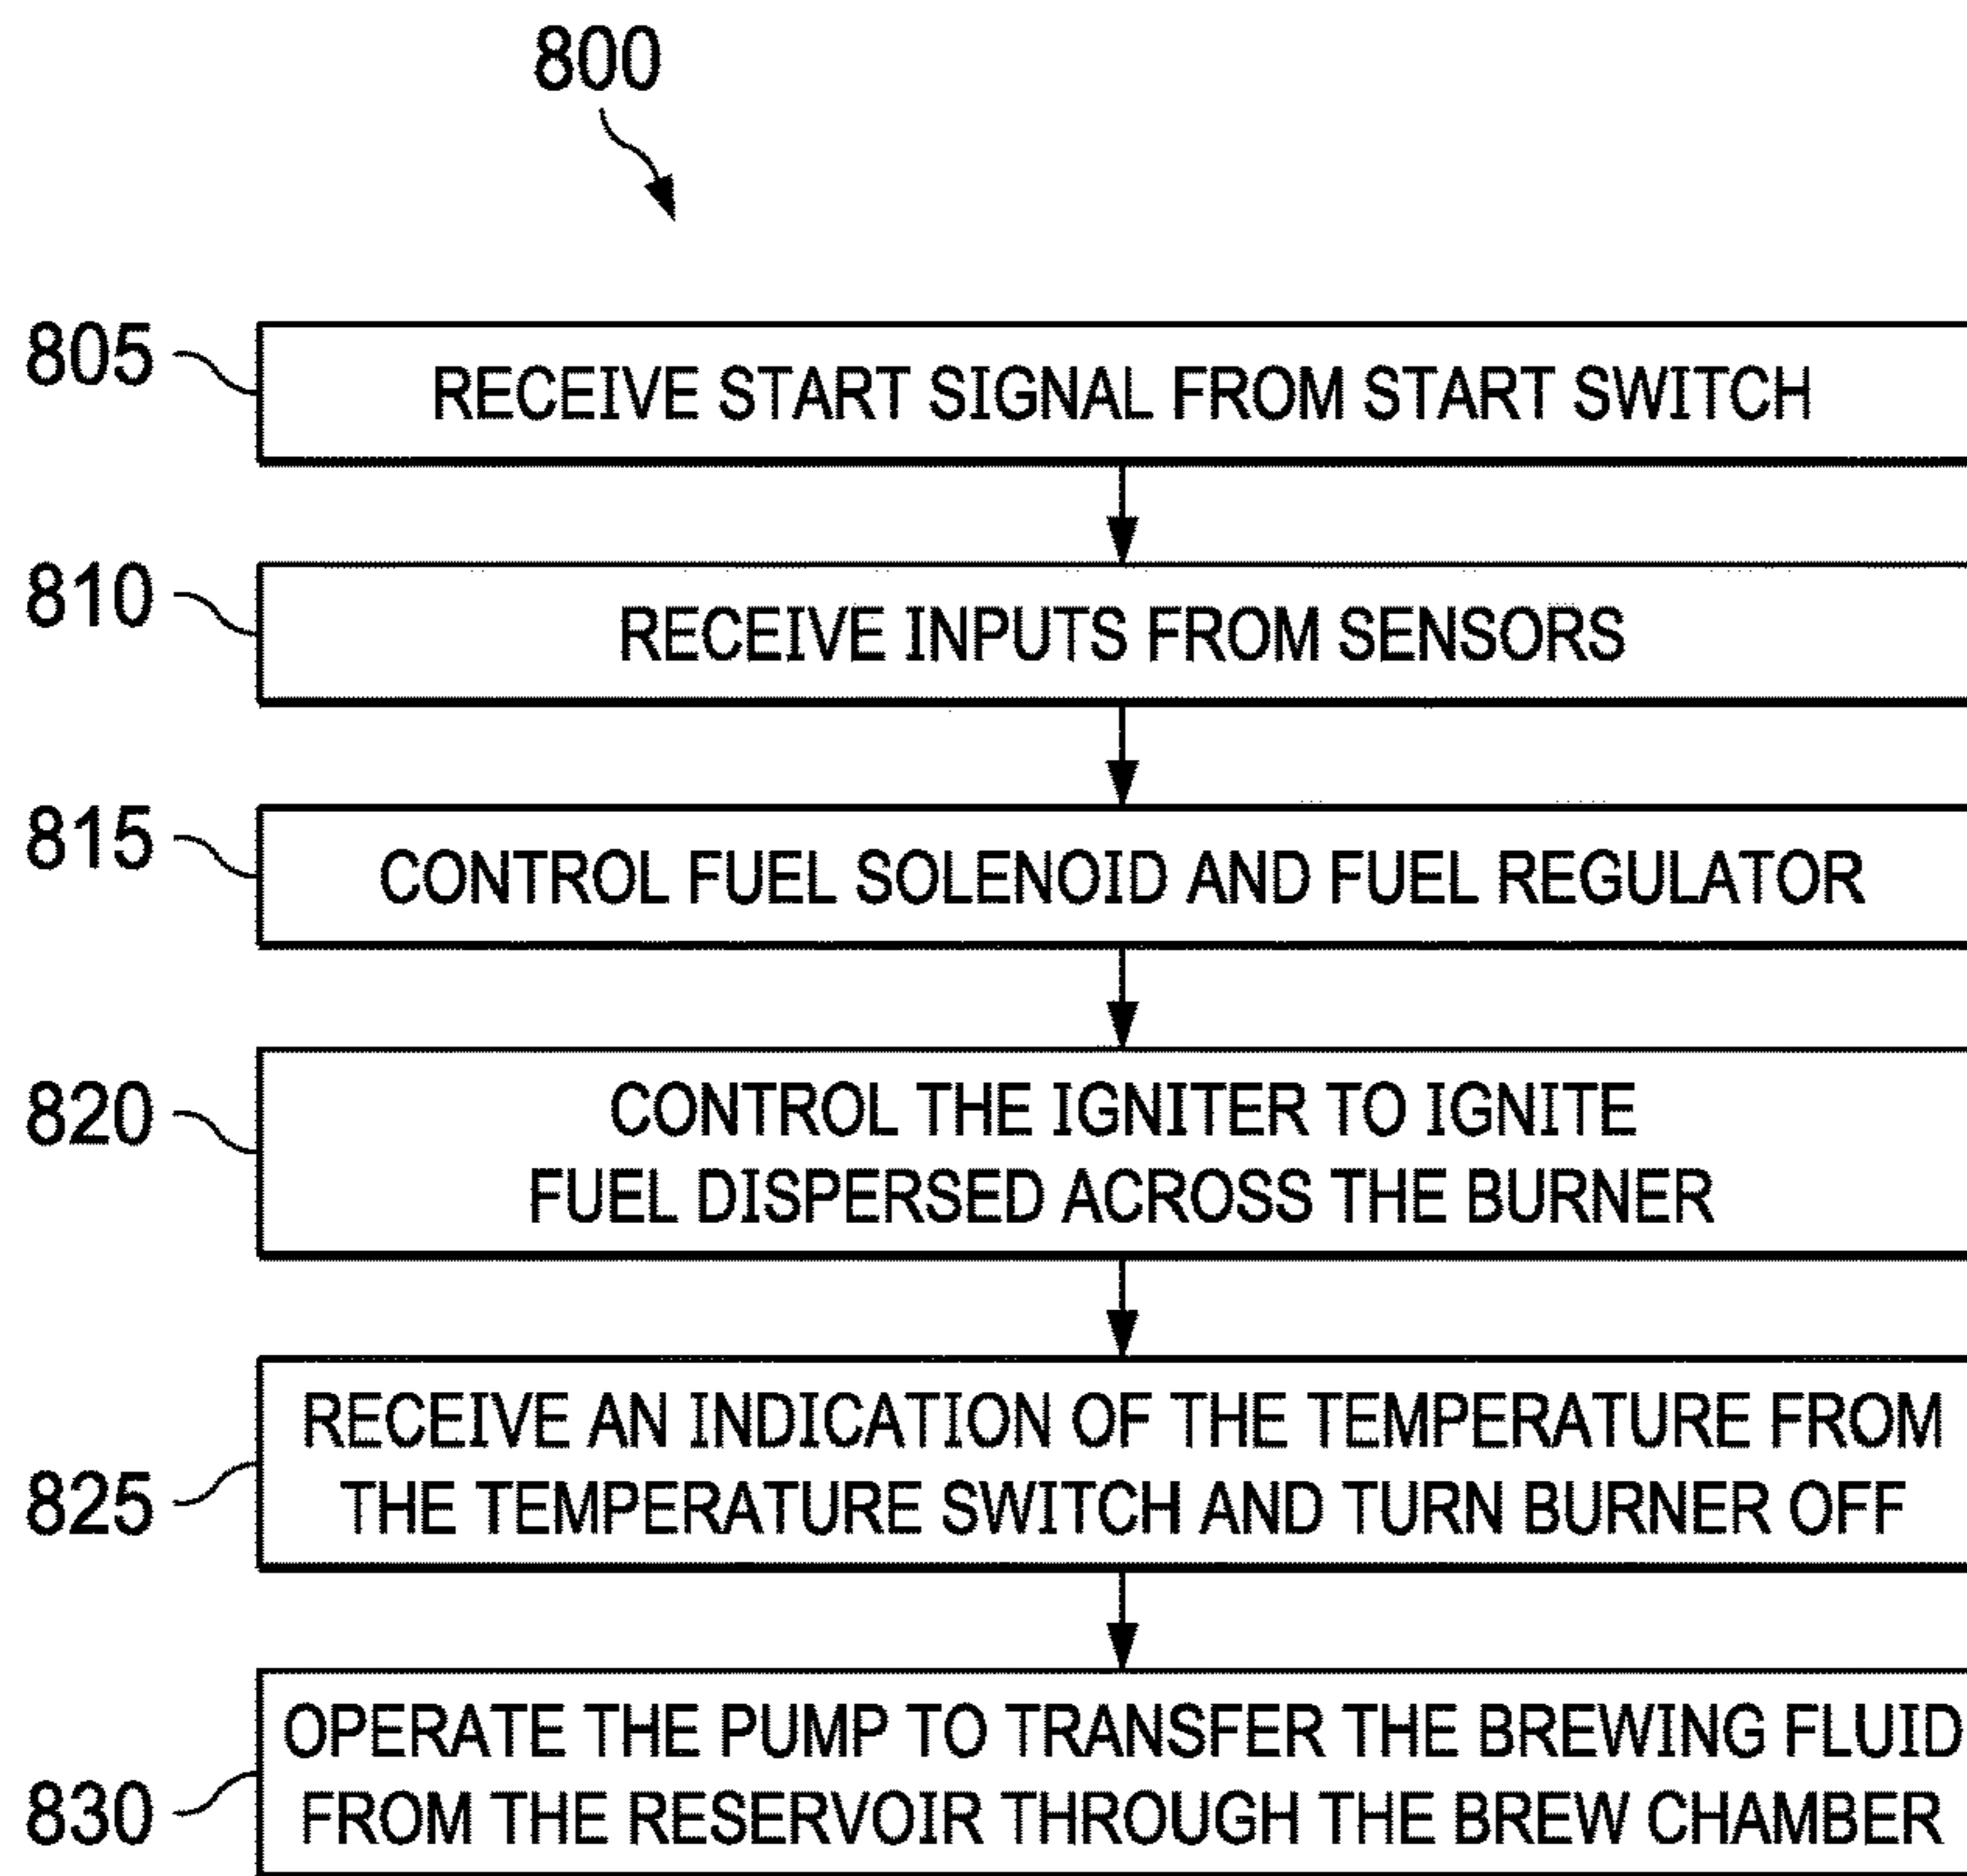 800
805
RECEIVE START SIGNAL FROM START SWITCH
810
RECEIVE INPUTS FROM SENSORS
815
CONTROL FUEL SOLENOID AND FUEL REGULATOR
820
CONTROL THE IGNITER TO IGNITE
FUEL DISPERSED ACROSS THE BURNER
825
RECEIVE AN INDICATION OF THE TEMPERATURE FROM
THE TEMPERATURE SWITCH AND TURN BURNER OFF
830
OPERATE THE PUMP TO TRANSFER THE BREWING FLUID
FROM THE RESERVOIR THROUGH THE BREW CHAMBER